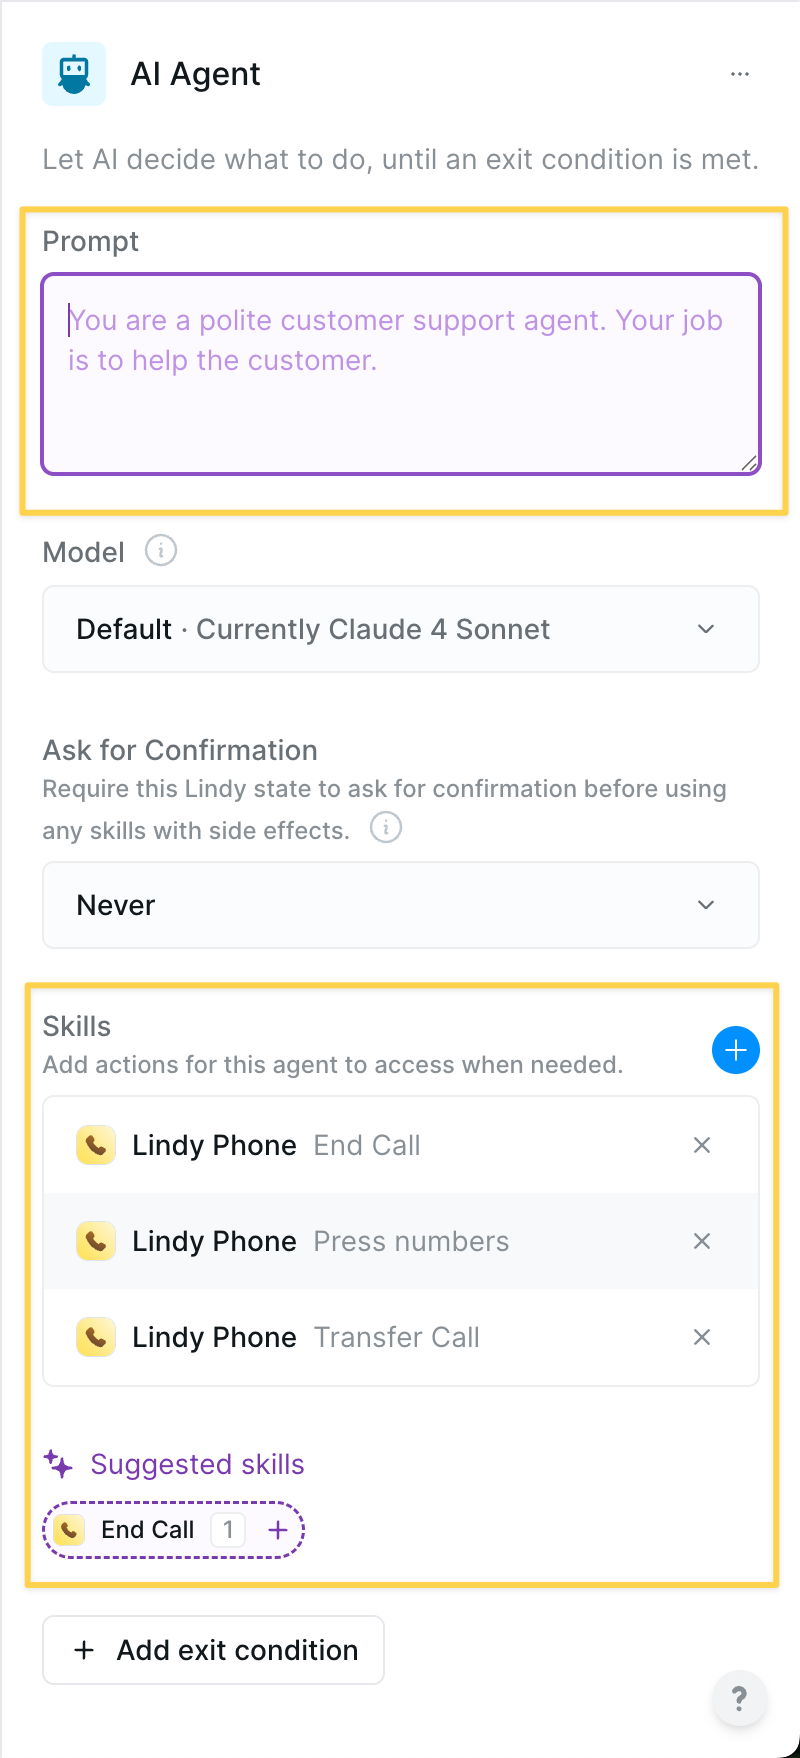 AI Agent
Let AI decide what to do, until an exit condition is met.
Prompt
You are a polite customer support agent. Your job
is to help the customer.
Model
Default · Currently Claude 4 Sonnet
Ask for Confirmation
Require this Lindy state to ask for confirmation before using
any skills with side effects.
Never
Skills
Add actions for this agent to access when needed.
Lindy Phone End Call
Lindy Phone Press numbers
Lindy Phone Transfer Call
Suggested skills
End Call 1 +
+ Add exit condition
?